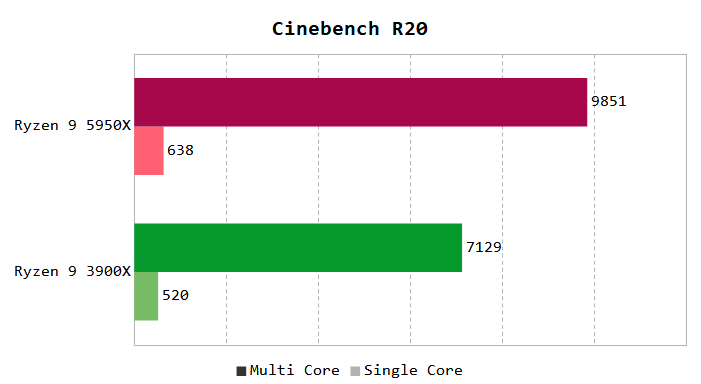 Cinebench R20
Ryzen 9 5950X
9851
638
Ryzen 9 3900X
7129
520
Multi Core Single Core